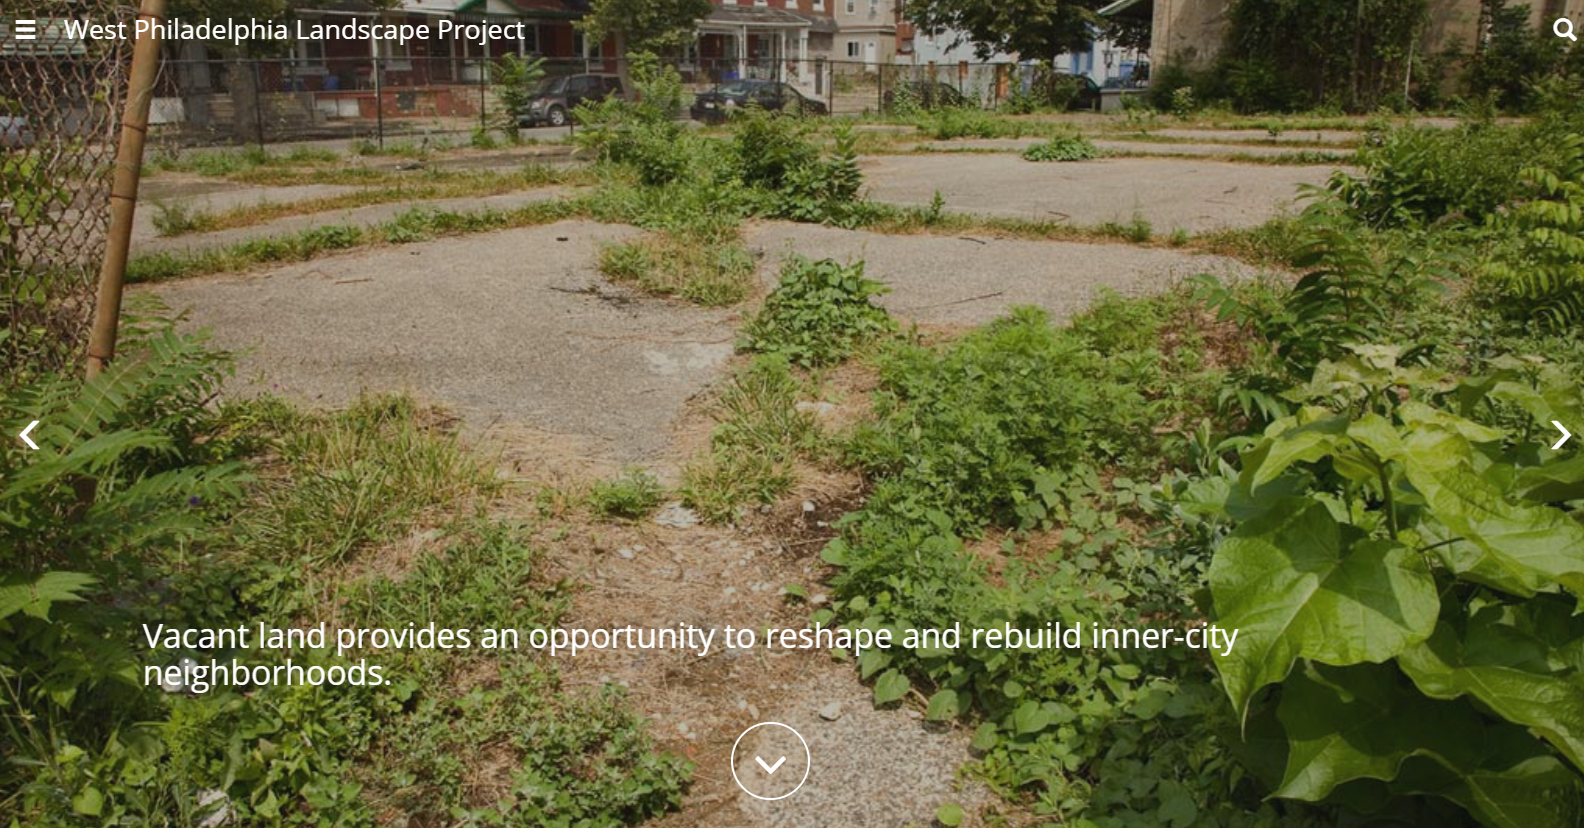 West Philadelphia Landscape Project
Vacant land provides an opportunity to reshape and rebuild inner-city
neighborhoods.